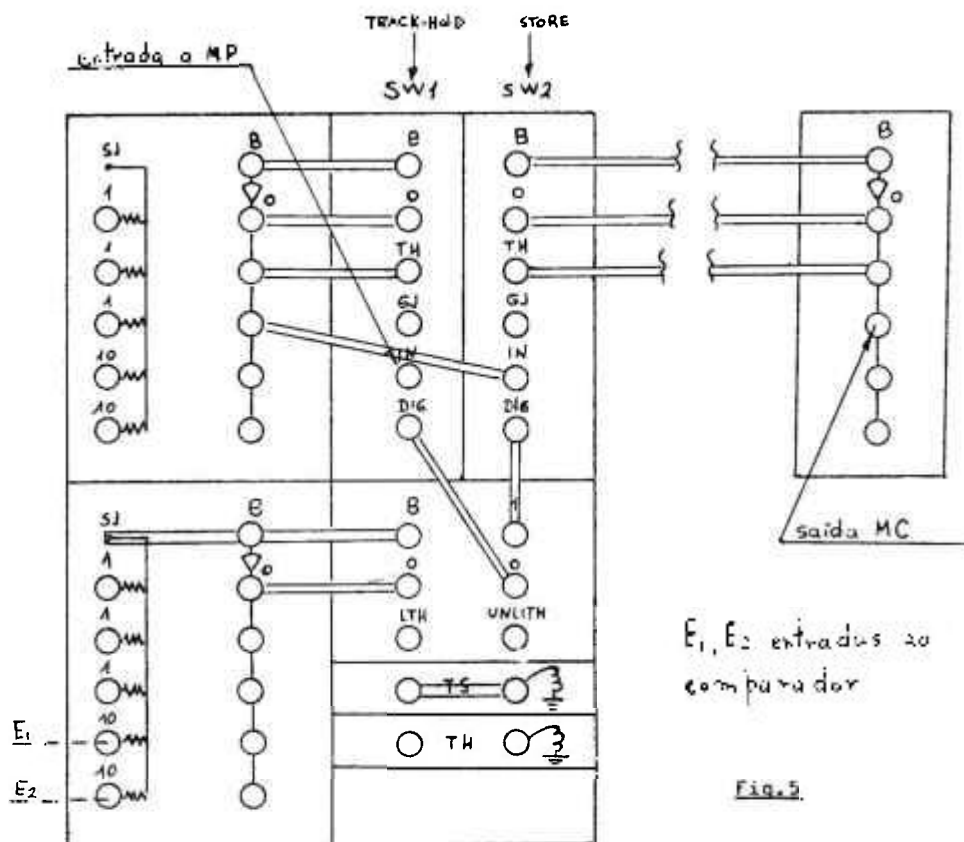 TRACK-HOLD STORE
entrada a MP
SW1 SW2
B B B B
SJ
o o o o
1
TH TH
1
GJ GJ
1
IN IN
10
DIG DIG
10
B B 1
SJ
saída MC
o o o
1
LTH UNLTH
1
E1, E2 entradas ao
comparador
1
TS
10
E1
TH
10
E2
Fig.5